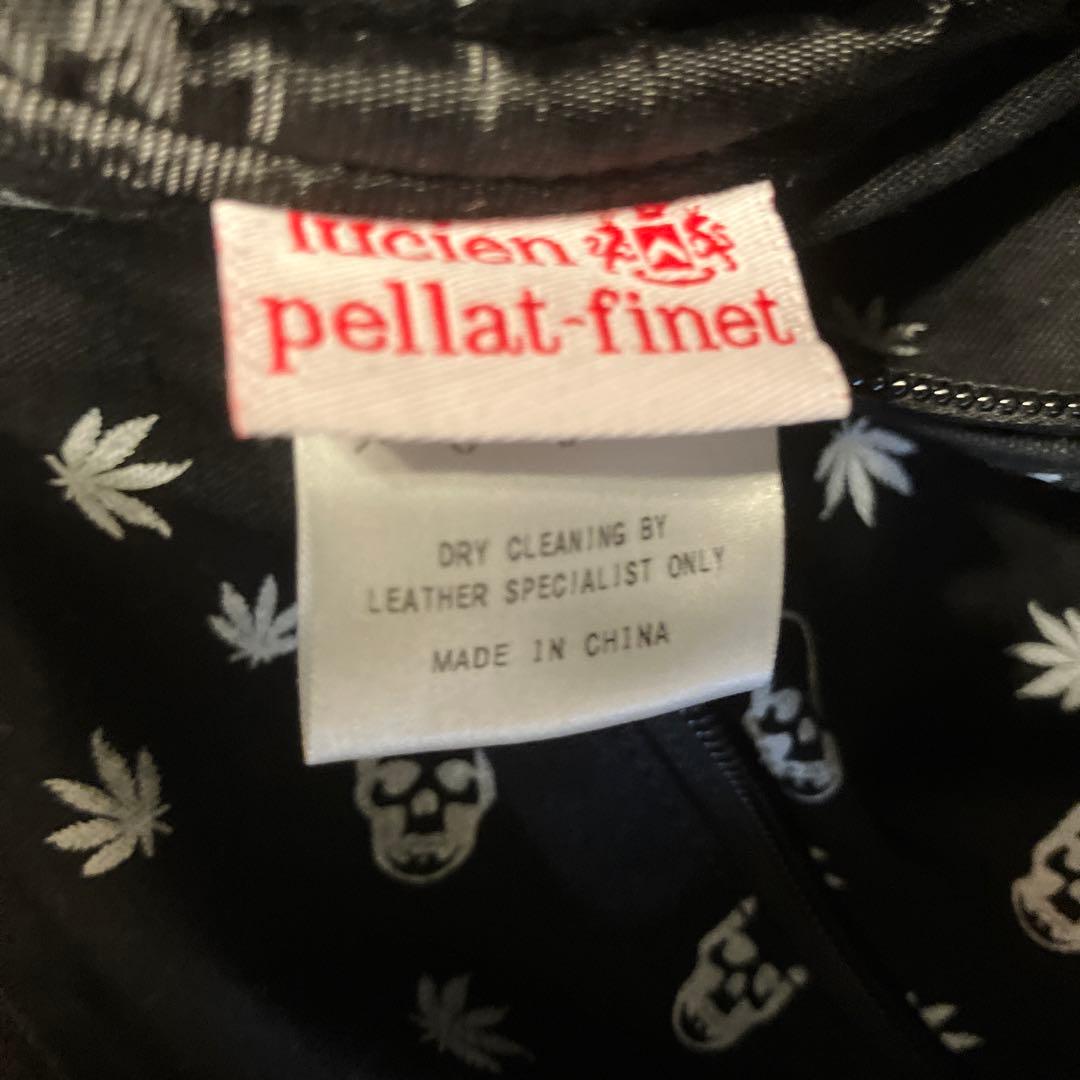 lucien
pellat-finet
DRY CLEANING BY
LEATHER SPECIALIST ONLY
MADE IN CHINA